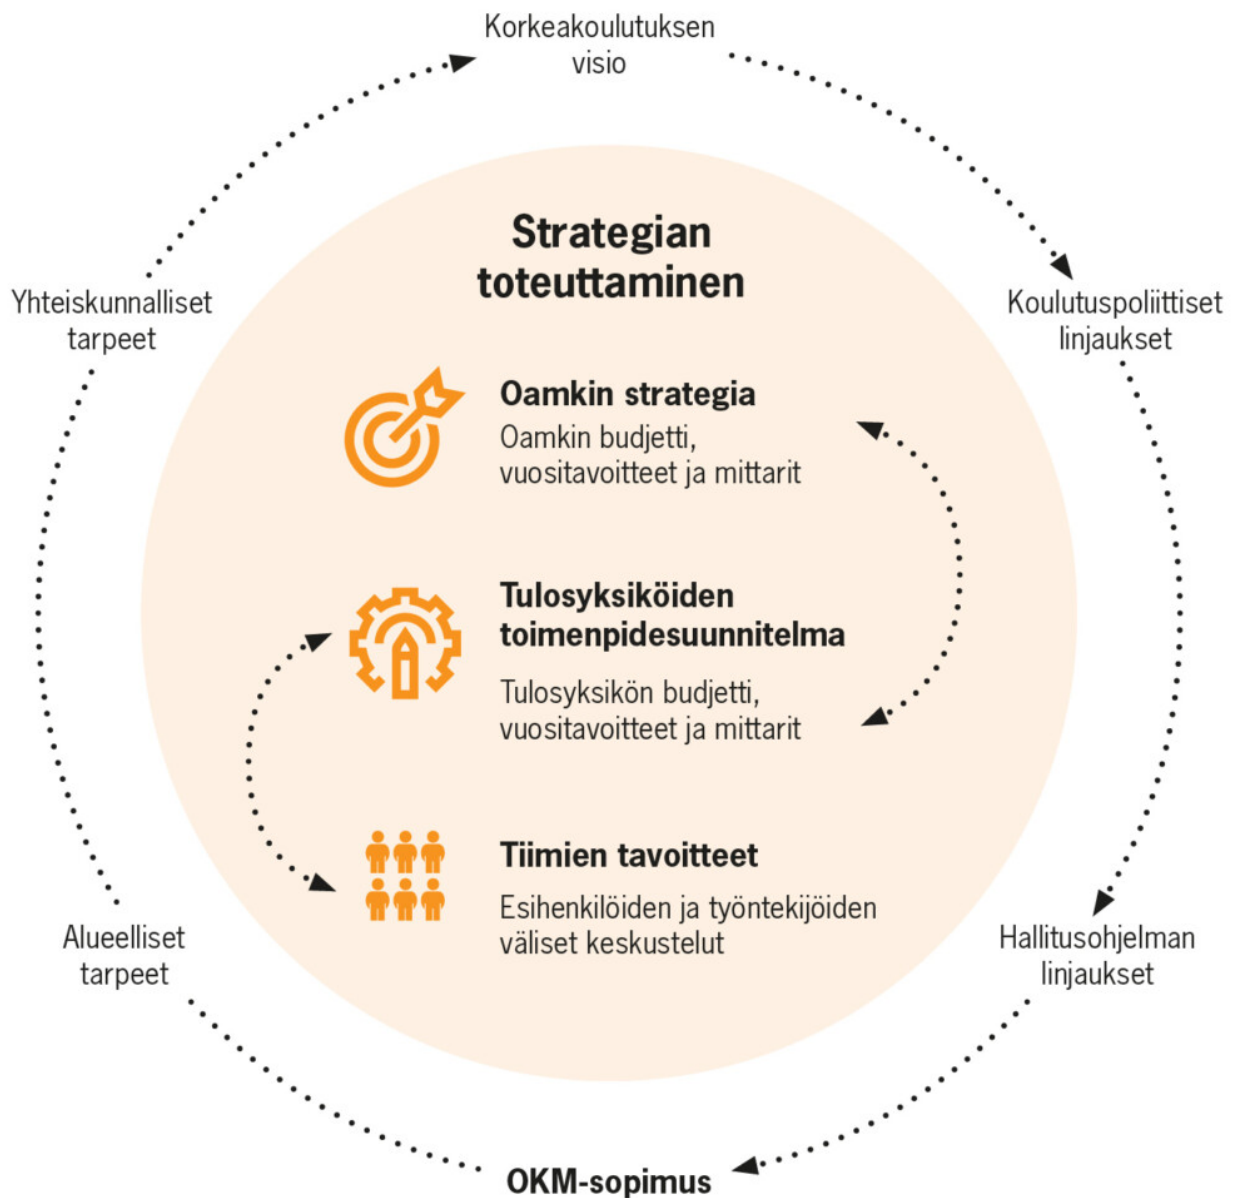 Korkeakoulutuksen
visio
Strategian
toteuttaminen
Yhteiskunnalliset
tarpeet
Koulutuspoliittiset
linjaukset
Oamkin strategia
Oamkin budjetti,
vuositavoitteet ja mittarit
Tulosyksiköiden
toimenpidesuunnitelma
Tulosyksikön budjetti,
vuositavoitteet ja mittarit
Tiimien tavoitteet
Esihenkilöiden ja työntekijöiden
väliset keskustelut
Alueelliset
tarpeet
Hallitusohjelman
linjaukset
OKM-sopimus